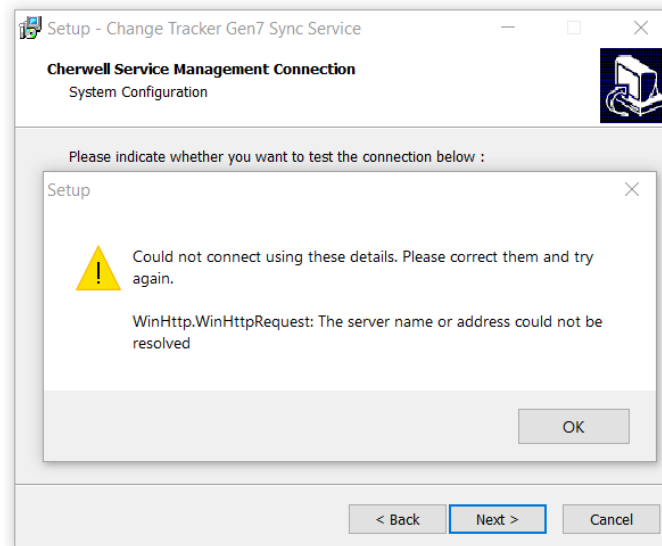 Setup - Change Tracker Gen7 Sync Service
Cherwell Service Management Connection
System Configuration
Please indicate whether you want to test the connection below :
Setup
Could not connect using these details. Please correct them and try
again.
WinHttp.WinHttpRequest: The server name or address could not be
resolved
OK
< Back
Next >
Cancel